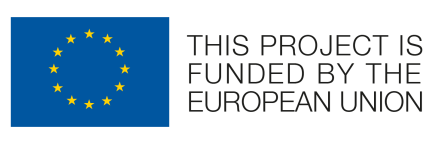 THIS PROJECT IS
FUNDED BY THE
EUROPEAN UNION